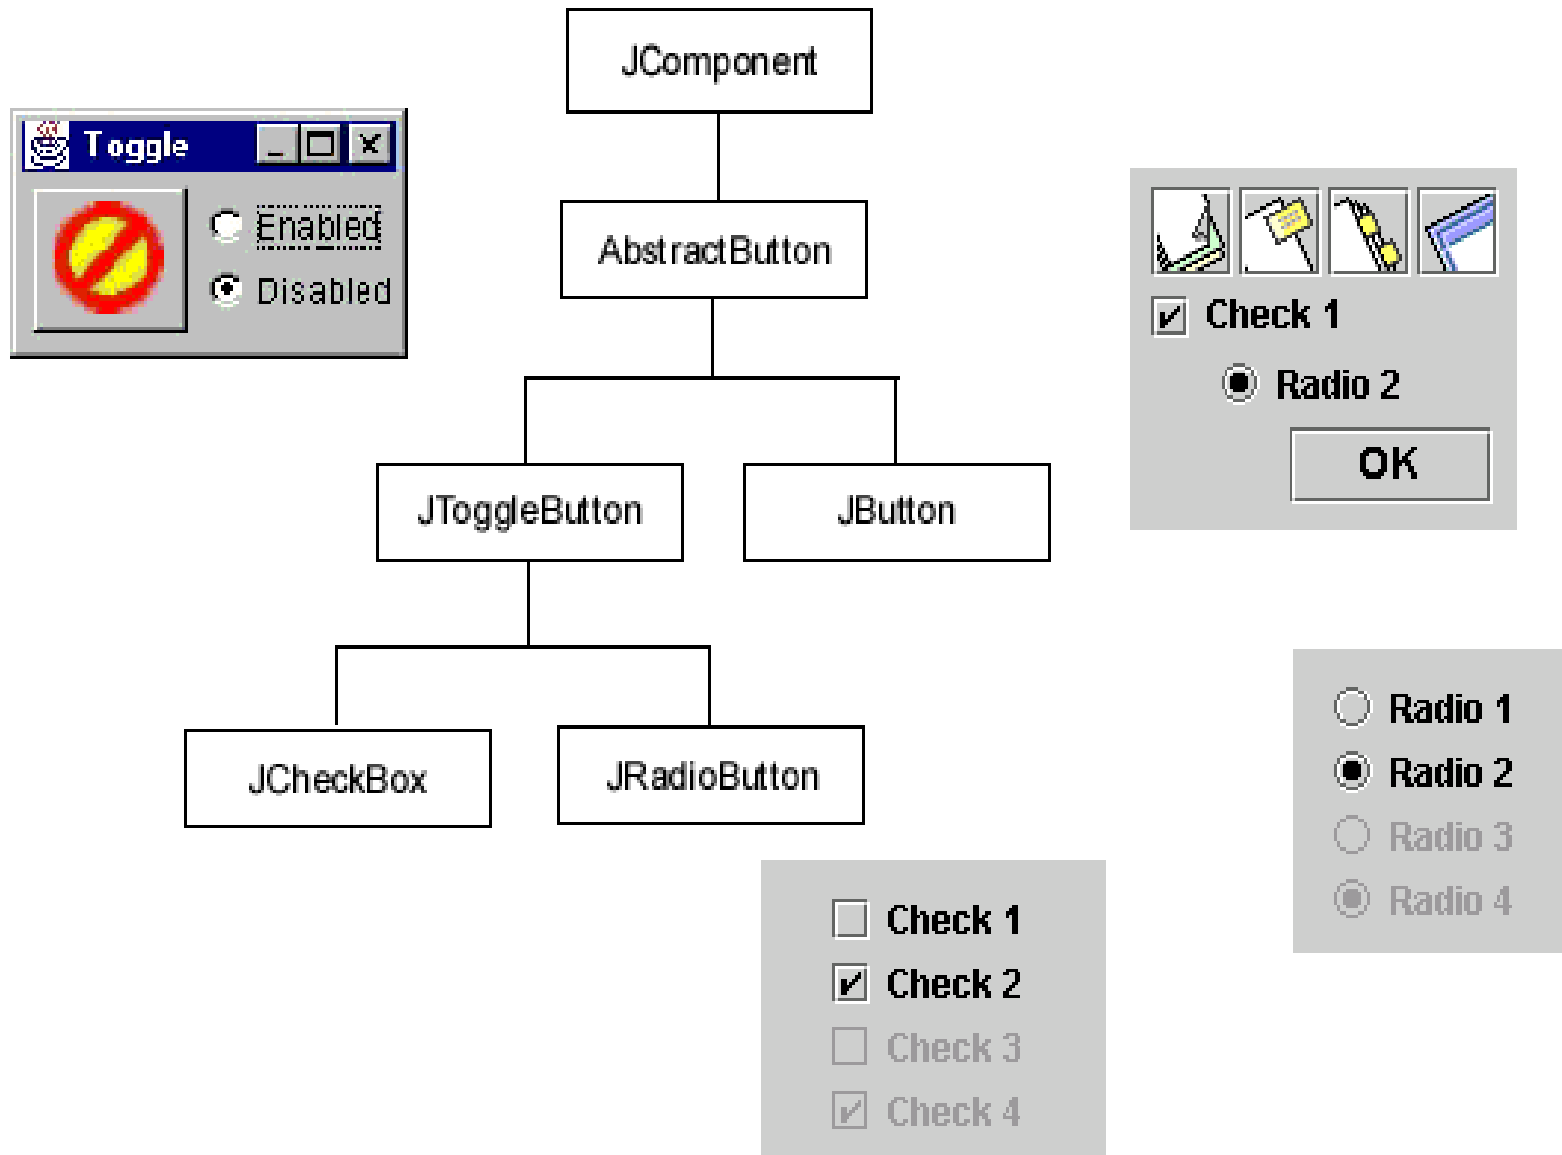 JComponent
Toggle
Enabled
Disabled
AbstractButton
Check 1
Radio 2
OK
JToggleButton
JButton
JCheckBox
JRadioButton
Radio 1
Radio 2
Radio 3
Radio 4
Check 1
Check 2
Check 3
Check 4